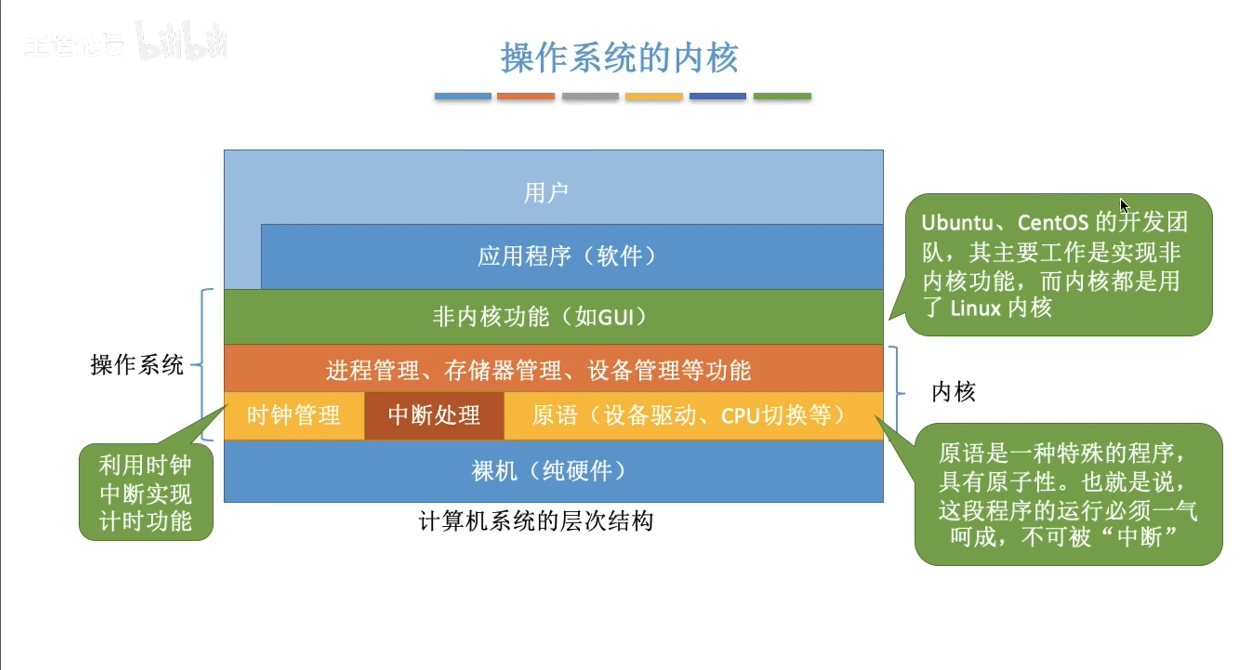 王道论坛 bilibili
操作系统的内核
用户
应用程序（软件）
非内核功能（如GUI）
进程管理、存储器管理、设备管理等功能
时钟管理
中断处理
原语（设备驱动、CPU切换等）
裸机（纯硬件）
计算机系统的层次结构
操作系统
利用时钟
中断实现
计时功能
Ubuntu、CentOS 的开发团
队，其主要工作是实现非
内核功能，而内核都是用
了 Linux 内核
内核
原语是一种特殊的程序，
具有原子性。也就是说，
这段程序的运行必须一气
呵成，不可被“中断”